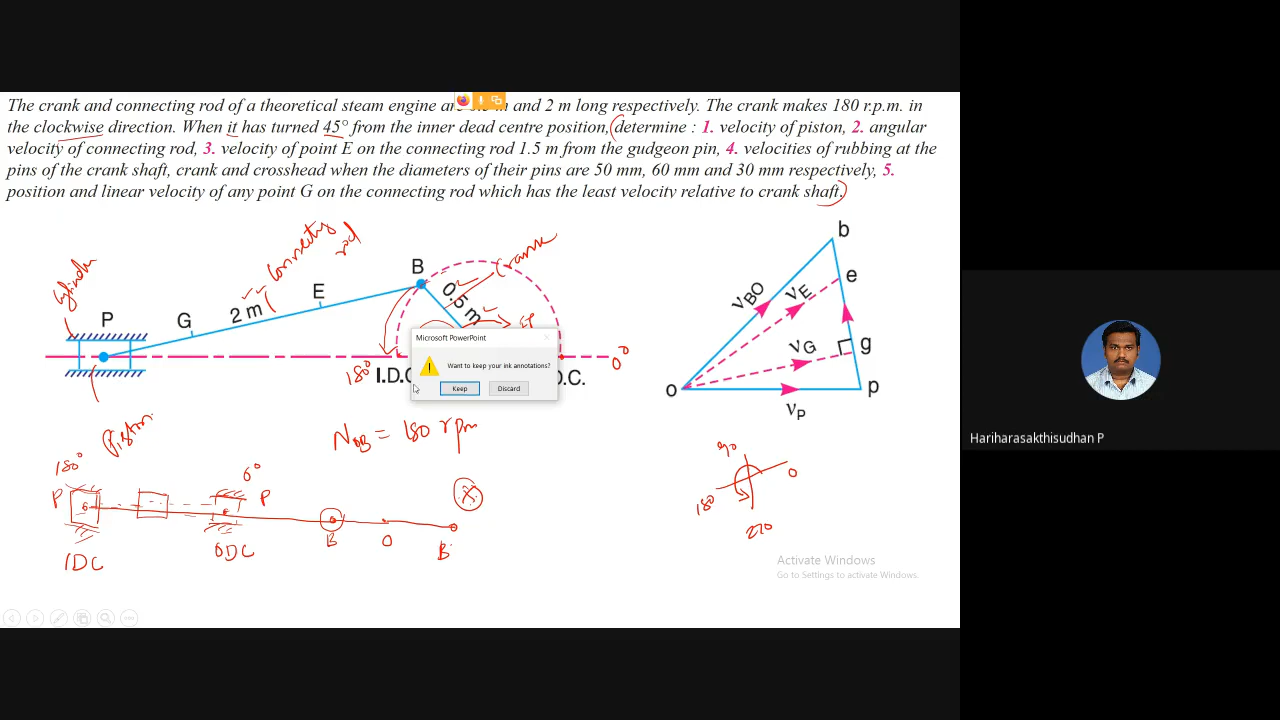 The crank and connecting rod of a theoretical steam engine are 0.5 m and 2 m long respectively. The crank makes 180 r.p.m. in
the clockwise direction. When it has turned 45° from the inner dead centre position, determine : 1. velocity of piston, 2. angular
velocity of connecting rod, 3. velocity of point E on the connecting rod 1.5 m from the gudgeon pin, 4. velocities of rubbing at the
pins of the crank shaft, crank and crosshead when the diameters of their pins are 50 mm, 60 mm and 30 mm respectively, 5.
position and linear velocity of any point G on the connecting rod which has the least velocity relative to crank shaft.
cylinder
connecting
rod
crank
P
G
2 m
E
B
0.5 m
180°
I.D.C
D.C.
0°
Microsoft PowerPoint
Want to keep your ink annotations?
Keep
Discard
b
e
g
p
o
vBO
vE
vG
vP
Piston
NOB = 180 rpm
180°
P
IDC
0°
P
ODC
B
O
B'
90
0
180
270
Hariharasakthisudhan P
Activate Windows
Go to Settings to activate Windows.